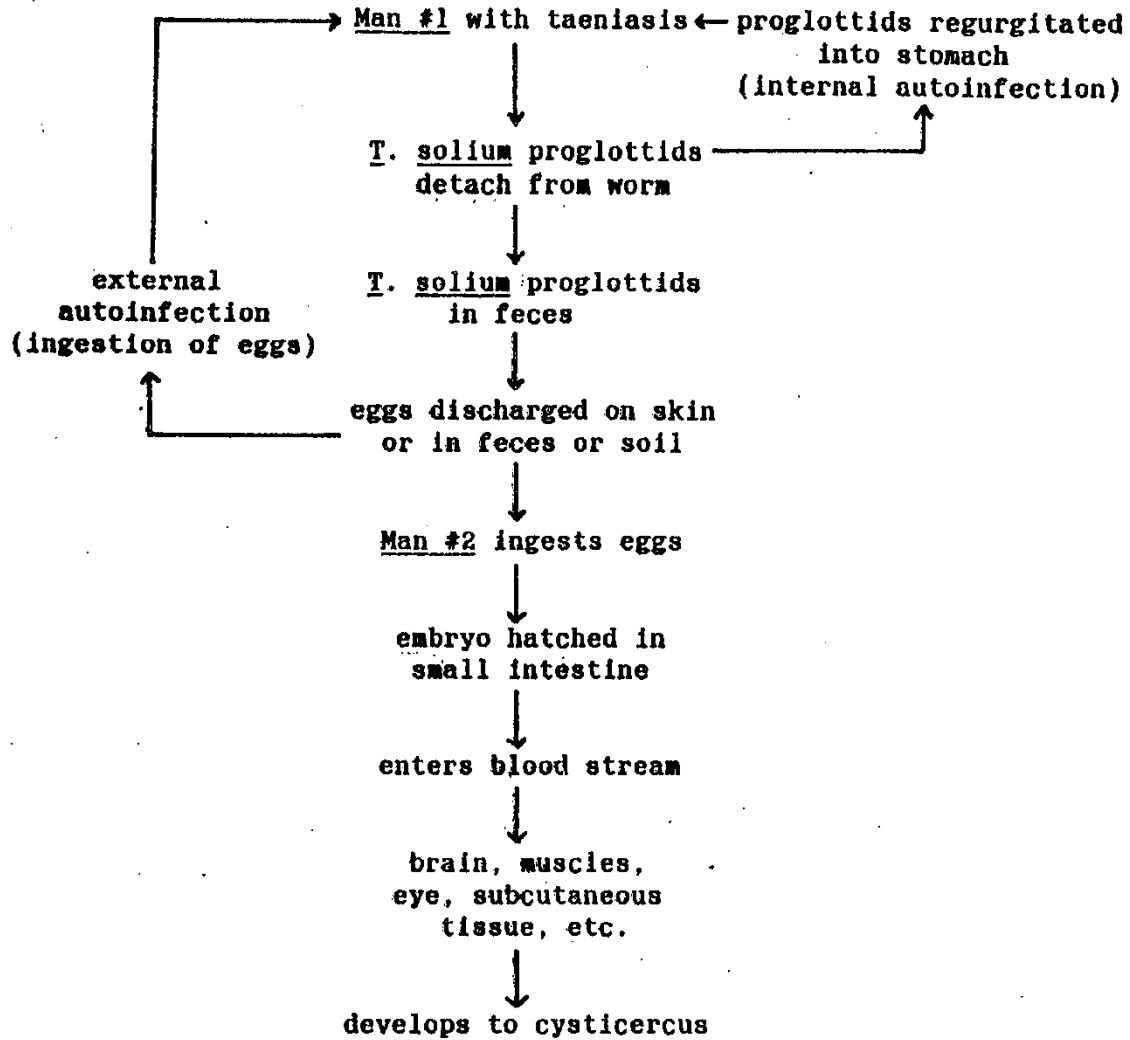 Man #1 with taeniasis
proglottids regurgitated
into stomach
(internal autoinfection)
T. solium proglottids
detach from worm
external
autoinfection
(ingestion of eggs)
T. solium proglottids
in feces
eggs discharged on skin
or in feces or soil
Man #2 ingests eggs
embryo hatched in
small intestine
enters blood stream
brain, muscles,
eye, subcutaneous
tissue, etc.
develops to cysticercus